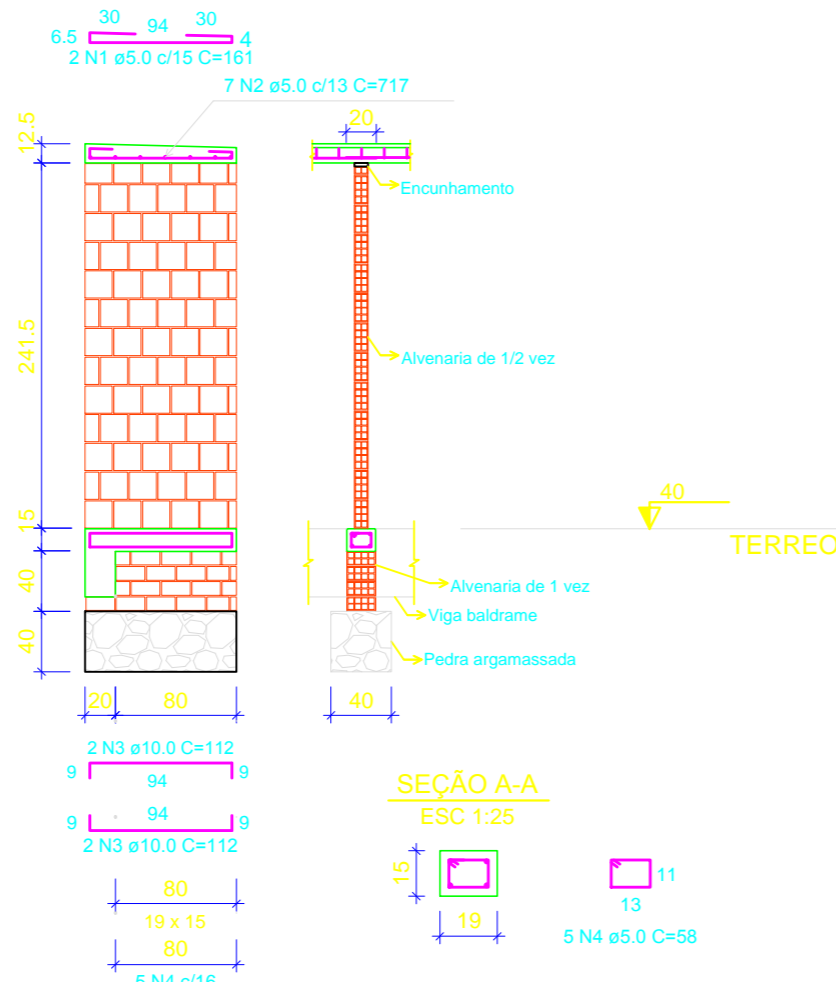 30 94 30
6.5 4
2 N1 ø5.0 c/15 C=161
7 N2 ø5.0 c/13 C=717
12.5
20
Encunhamento
241.5
Alvenaria de 1/2 vez
40
TERREO
15
40
Alvenaria de 1 vez
Viga baldrame
40
Pedra argamassada
20 80
40
2 N3 ø10.0 C=112
9 94 9
9 94 9
2 N3 ø10.0 C=112
SEÇÃO A-A
ESC 1:25
80
19 x 15
80
5 N4 c/16
15
19
11
13
5 N4 ø5.0 C=58